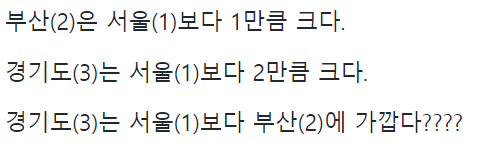 부산(2)은 서울(1)보다 1만큼 크다.
경기도(3)는 서울(1)보다 2만큼 크다.
경기도(3)는 서울(1)보다 부산(2)에 가깝다????